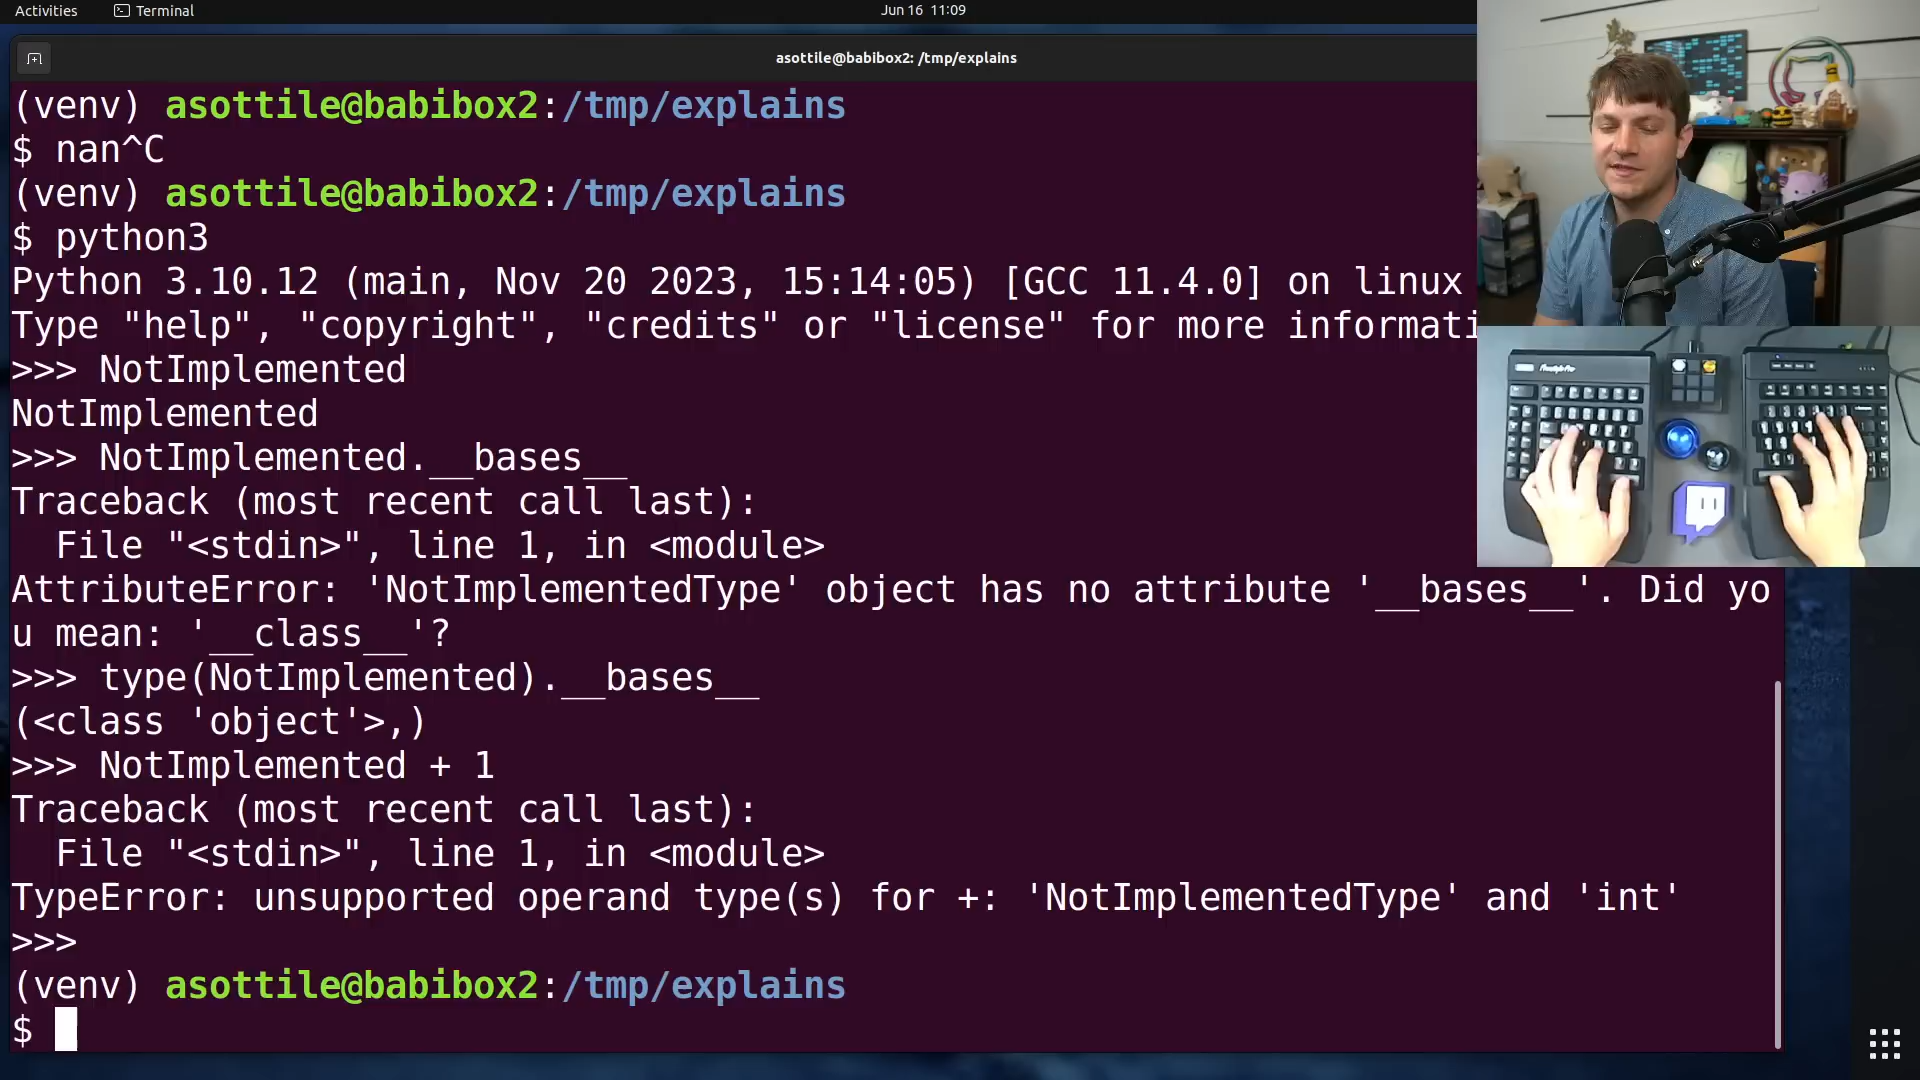 Activities
Terminal
Jun 16 11:09
asottile@babibox2: /tmp/explains
(venv) asottile@babibox2:/tmp/explains
$ nan^C
(venv) asottile@babibox2:/tmp/explains
$ python3
Python 3.10.12 (main, Nov 20 2023, 15:14:05) [GCC 11.4.0] on linux
Type "help", "copyright", "credits" or "license" for more informati
>>> NotImplemented
NotImplemented
>>> NotImplemented.__bases__
Traceback (most recent call last):
  File "<stdin>", line 1, in <module>
AttributeError: 'NotImplementedType' object has no attribute '__bases__'. Did yo
u mean: '__class__'?
>>> type(NotImplemented).__bases__
(<class 'object'>,)
>>> NotImplemented + 1
Traceback (most recent call last):
  File "<stdin>", line 1, in <module>
TypeError: unsupported operand type(s) for +: 'NotImplementedType' and 'int'
>>>
(venv) asottile@babibox2:/tmp/explains
$